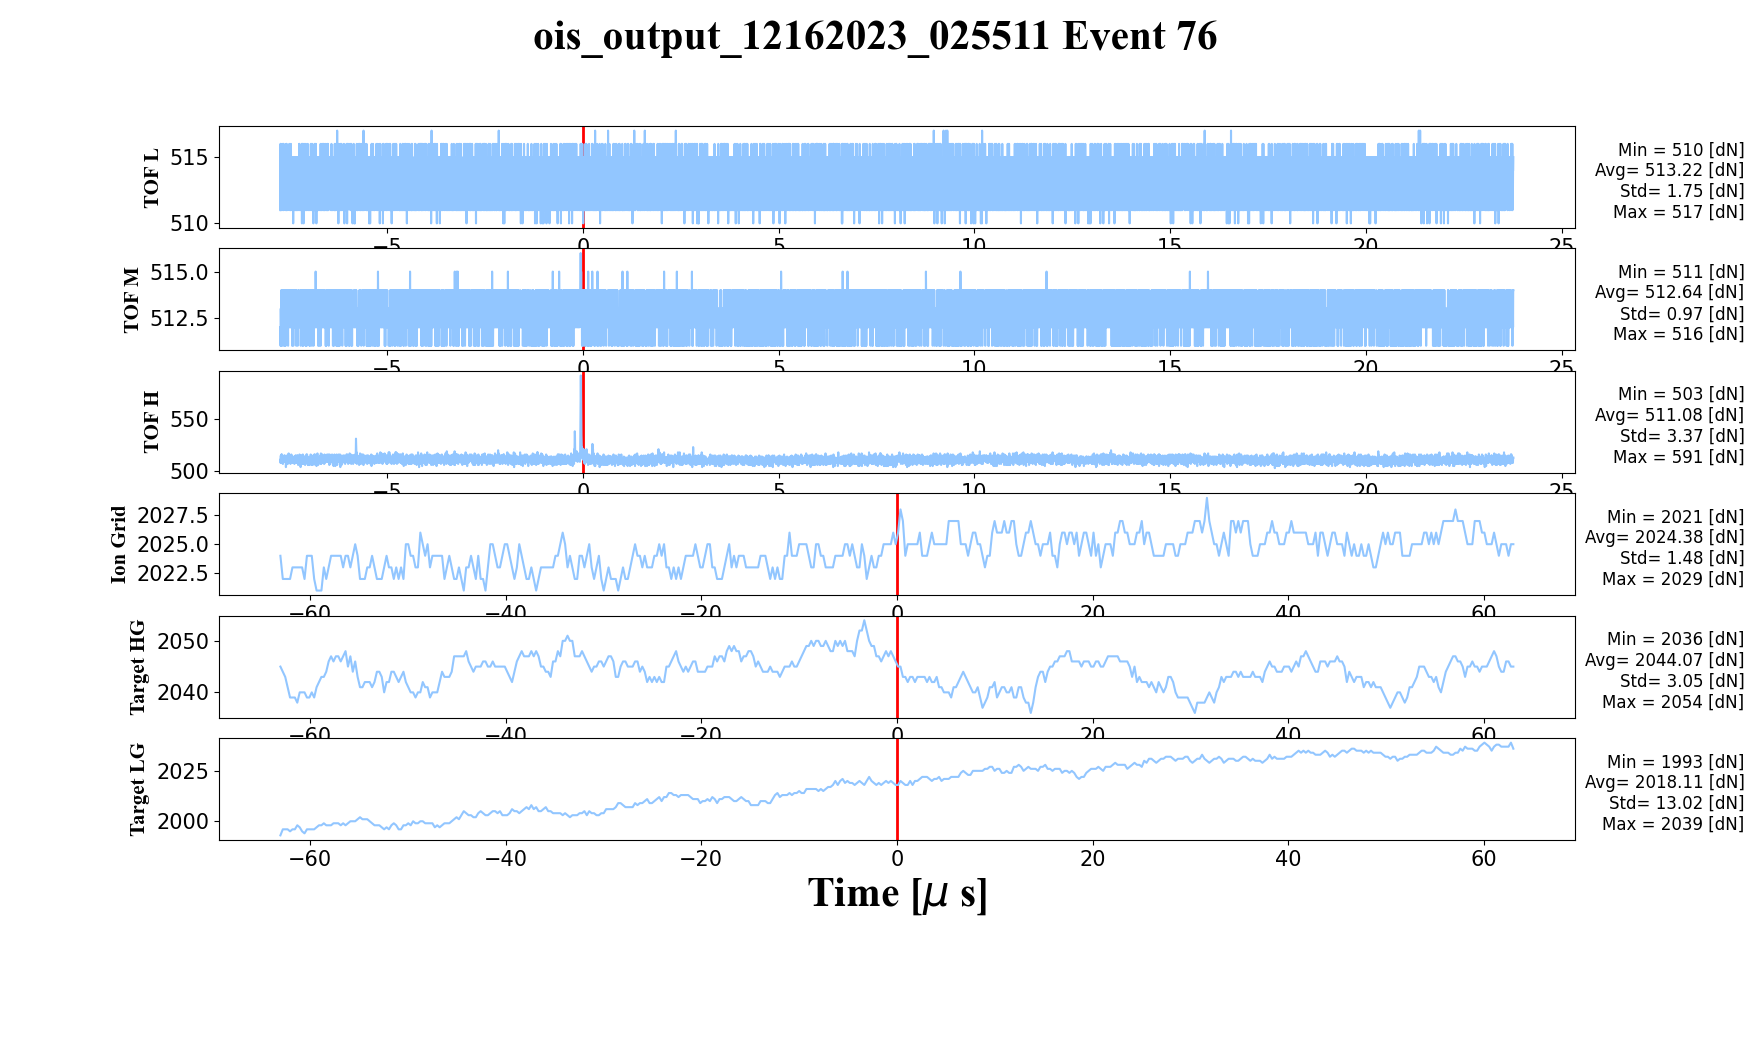 ois_output_12162023_025511 Event 76
TOF L
515
510
Min = 510 [dN]
Avg= 513.22 [dN]
Std= 1.75 [dN]
Max = 517 [dN]
−5 0 5 10 15 20 25
TOF M
515.0
512.5
Min = 511 [dN]
Avg= 512.64 [dN]
Std= 0.97 [dN]
Max = 516 [dN]
−5 0 5 10 15 20 25
TOF H
550
500
Min = 503 [dN]
Avg= 511.08 [dN]
Std= 3.37 [dN]
Max = 591 [dN]
−5 0 5 10 15 20 25
Ion Grid
2027.5
2025.0
2022.5
Min = 2021 [dN]
Avg= 2024.38 [dN]
Std= 1.48 [dN]
Max = 2029 [dN]
−60 −40 −20 0 20 40 60
Target HG
2050
2040
Min = 2036 [dN]
Avg= 2044.07 [dN]
Std= 3.05 [dN]
Max = 2054 [dN]
−60 −40 −20 0 20 40 60
Target LG
2025
2000
Min = 1993 [dN]
Avg= 2018.11 [dN]
Std= 13.02 [dN]
Max = 2039 [dN]
−60 −40 −20 0 20 40 60
Time [μ s]